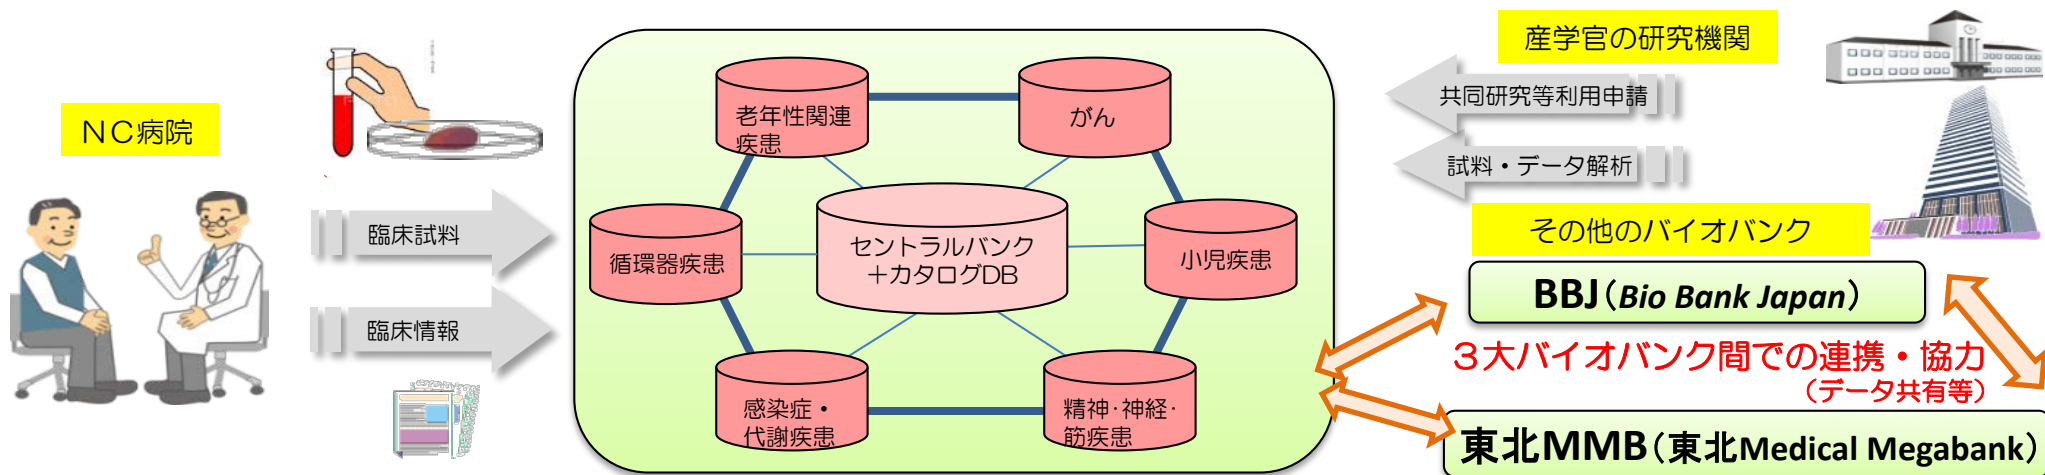 NC病院
臨床試料
臨床情報
老年性関連
疾患
がん
循環器疾患
セントラルバンク
+カタログDB
小児疾患
感染症・
代謝疾患
精神・神経・
筋疾患
産学官の研究機関
共同研究等利用申請
試料・データ解析
その他のバイオバンク
BBJ(Bio Bank Japan)
3大バイオバンク間での連携・協力
(データ共有等)
東北MMB(東北Medical Megabank)